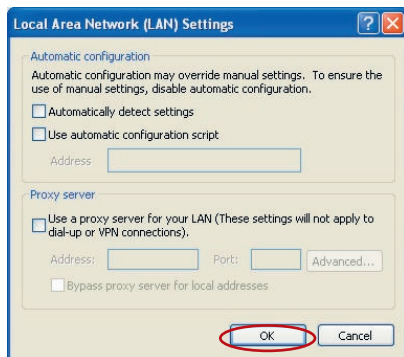 Local Area Network (LAN) Settings
Automatic configuration
Automatic configuration may override manual settings. To ensure the
use of manual settings, disable automatic configuration.
Automatically detect settings
Use automatic configuration script
Address
Proxy server
Use a proxy server for your LAN (These settings will not apply to
dial-up or VPN connections).
Address: Port: Advanced...
Bypass proxy server for local addresses
OK Cancel